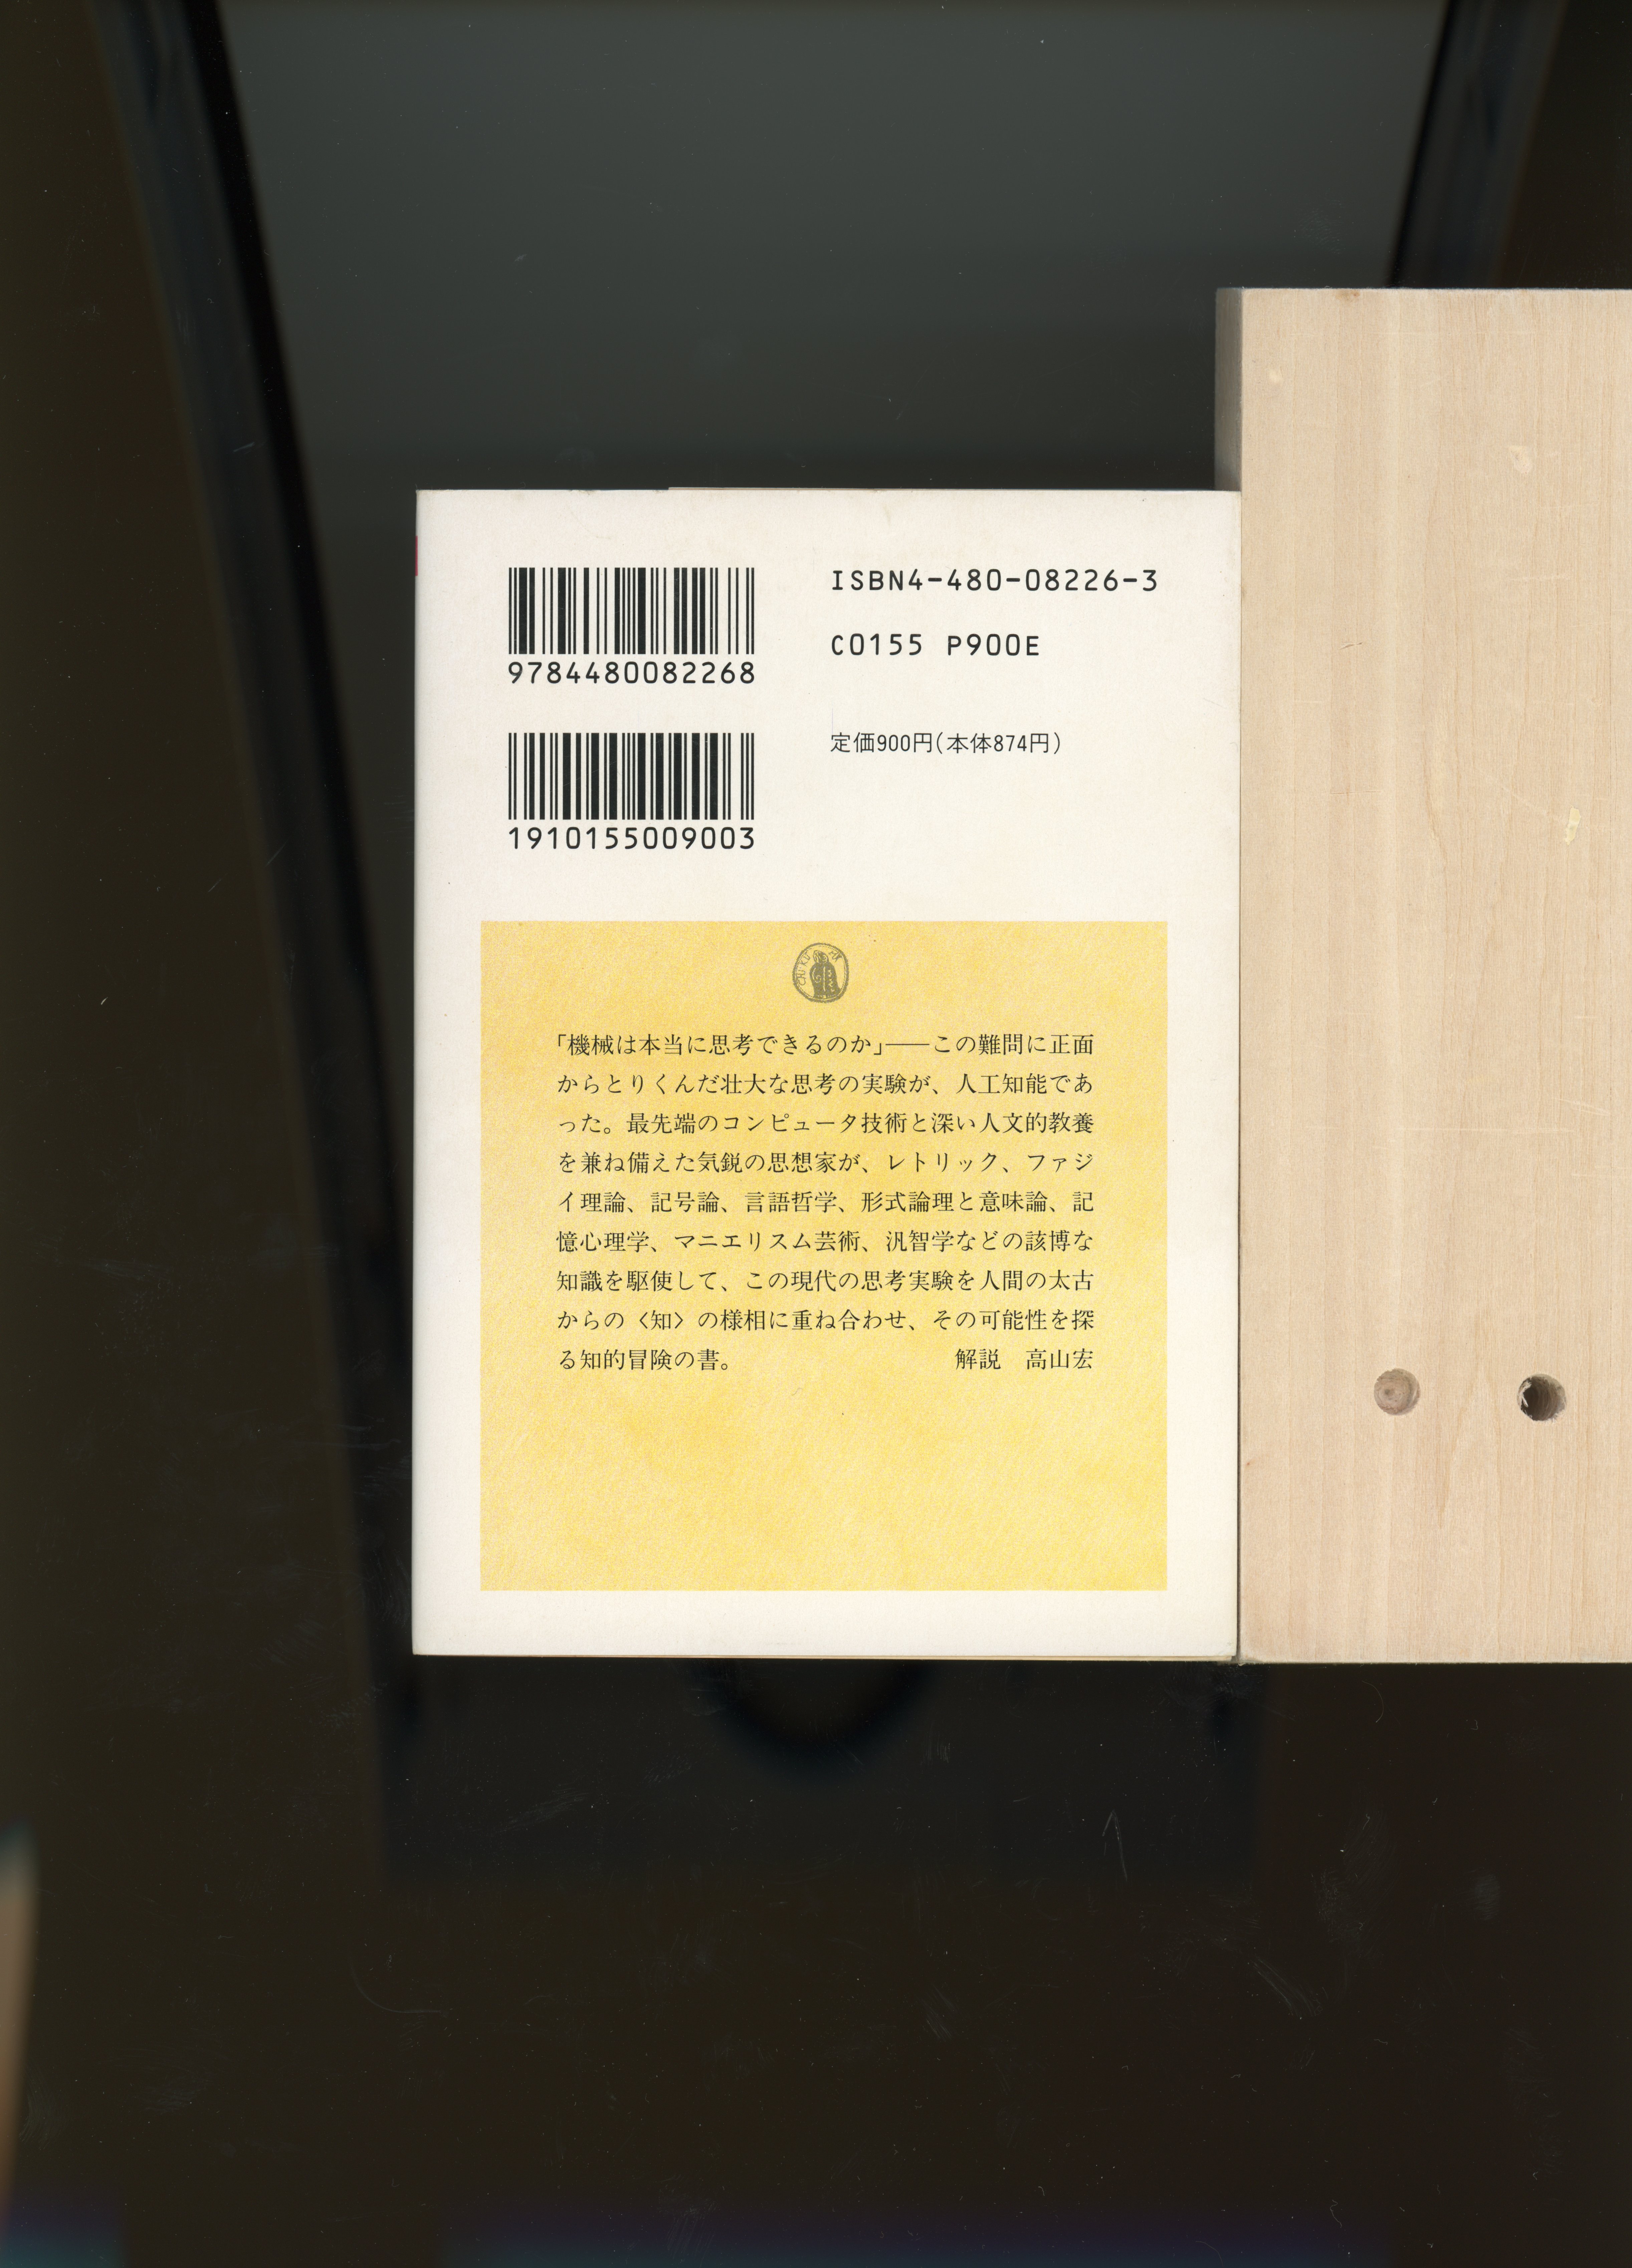 9784480082268
ISBN4-480-08226-3
C0155 P900E
1910155009003
定価900円(本体874円)
「機械は本当に思考できるのか」——この難問に正面
からとりくんだ壮大な思考の実験が、人工知能であ
った。最先端のコンピュータ技術と深い人文的教養
を兼ね備えた気鋭の思想家が、レトリック、ファジ
イ理論、記号論、言語哲学、形式論理と意味論、記
憶心理学、マニエリスム芸術、汎智学などの該博な
知識を駆使して、この現代の思考実験を人間の太古
からの〈知〉の様相に重ね合わせ、その可能性を探
る知的冒険の書。 解説 高山宏